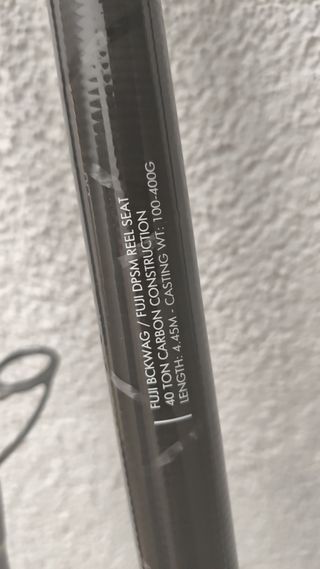 FUJI BCKWAG / FUJI DPSM REEL SEAT
40 TON CARBON CONSTRUCTION
LENGTH: 4.45M - CASTING WT: 100-400G